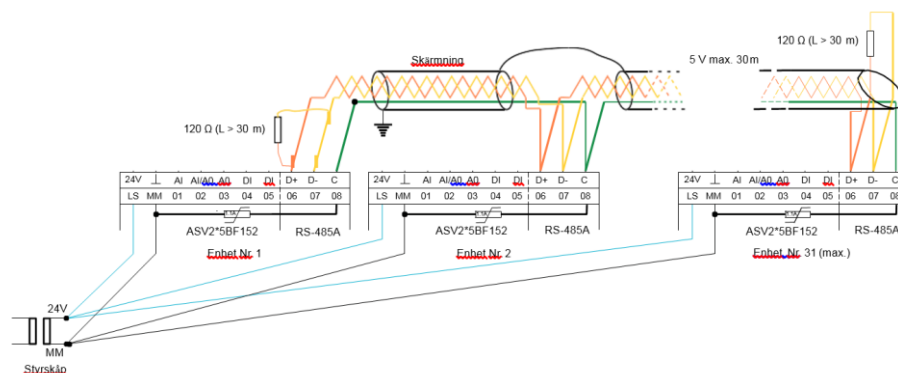 120 Ω (L > 30 m)
Skärmning
5 V max. 30m
120 Ω (L > 30 m)
24V ⊥ AI AI/A0 A0 DI DI D+ D- C
LS MM 01 02 03 04 05 06 07 08
ASV2*5BF152 RS-485A
Enhet Nr. 1
24V ⊥ AI AI/A0 A0 DI DI D+ D- C
LS MM 01 02 03 04 05 06 07 08
ASV2*5BF152 RS-485A
Enhet Nr. 2
24V ⊥ AI AI/A0 A0 DI DI D+ D- C
LS MM 01 02 03 04 05 06 07 08
ASV2*5BF152 RS-485A
Enhet Nr. 31 (max.)
24V
MM
Styrskåp